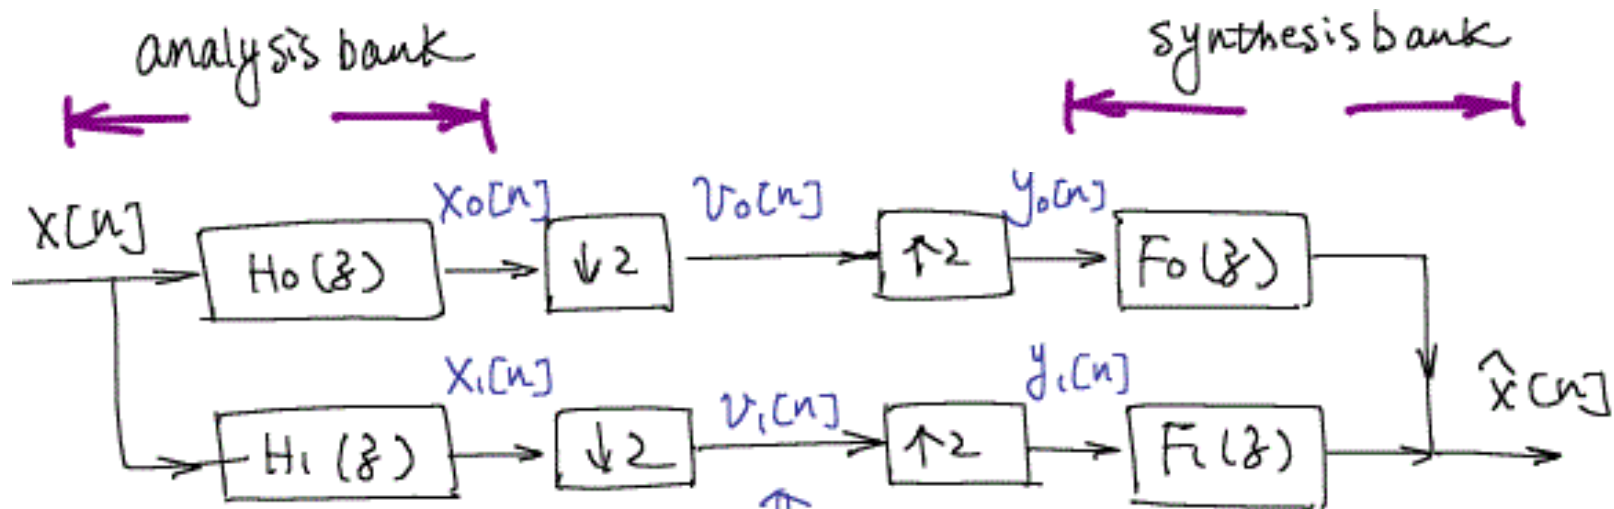 analysis bank synthesis bank
x[n] H₀(z) x₀[n] ↓2 v₀[n] ↑2 y₀[n] F₀(z)
H₁(z) x₁[n] ↓2 v₁[n] ↑2 y₁[n] F₁(z) x̂[n]